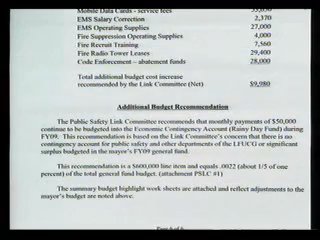 Mobile Data Cards - service fees
EMS Salary Correction 2,370
EMS Operating Supplies 27,000
Fire Suppression Operating Supplies 4,000
Fire Recruit Training 7,560
Fire Radio Tower Leases 29,400
Code Enforcement – abatement funds 28,000
Total additional budget cost increase
recommended by the Link Committee (Net) $9,980
Additional Budget Recommendation
The Public Safety Link Committee recommends that monthly payments of $50,000
continue to be budgeted into the Economic Contingency Account (Rainy Day Fund) during
FY09. This recommendation is based on the Link Committee's concern that there is no
contingency account for public safety and other departments of the LFUCG or significant
surplus budgeted in the mayor's FY09 general fund.
This recommendation is a $600,000 line item and equals .0022 (about 1/5 of one
percent) of the total general fund budget. (attachment PSLC #1)
The summary budget highlight work sheets are attached and reflect adjustments to the
mayor's budget are noted above.